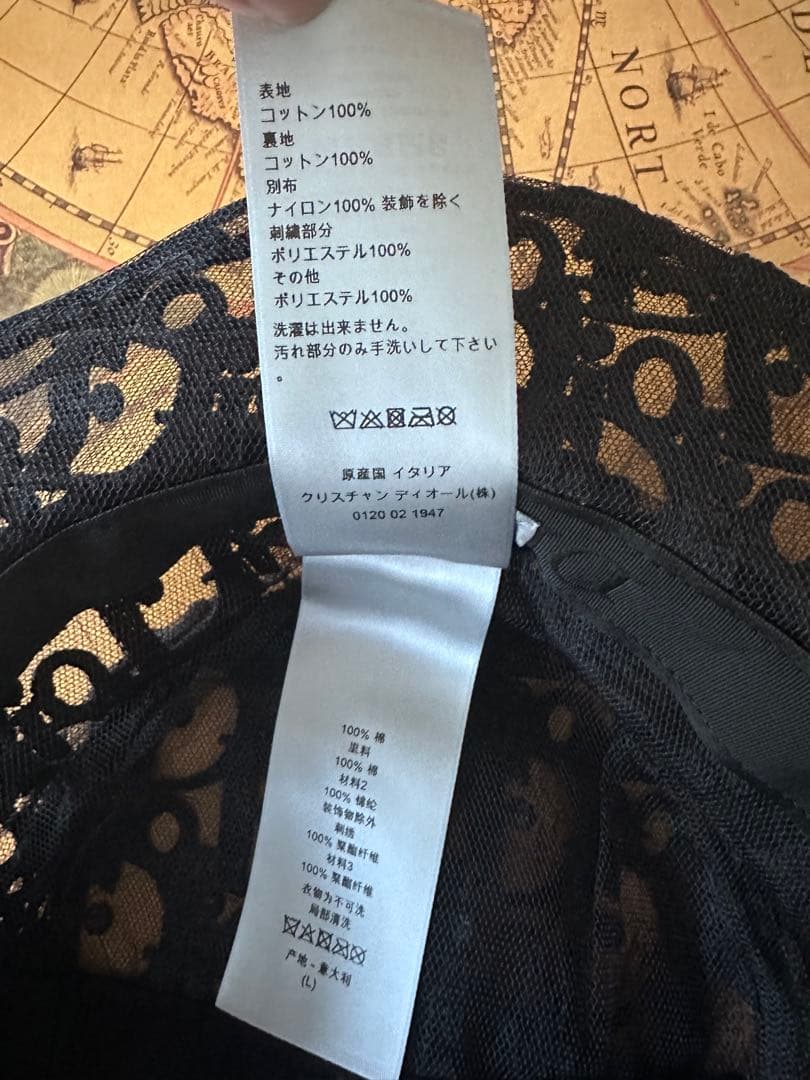 NORT
I de Cabo
Verde
表地
コットン100%
裏地
コットン100%
別布
ナイロン100% 装飾を除く
刺繍部分
ポリエステル100%
その他
ポリエステル100%
洗濯は出来ません。
汚れ部分のみ手洗いして下さい
。
原産国 イタリア
クリスチャン ディオール(株)
0120 02 1947
100% 棉
里料
100% 棉
材料2
100% 锦纶
装饰物除外
刺绣
100% 聚酯纤维
材料3
100% 聚酯纤维
衣物为不可洗
局部清洗
产地 - 意大利
(L)